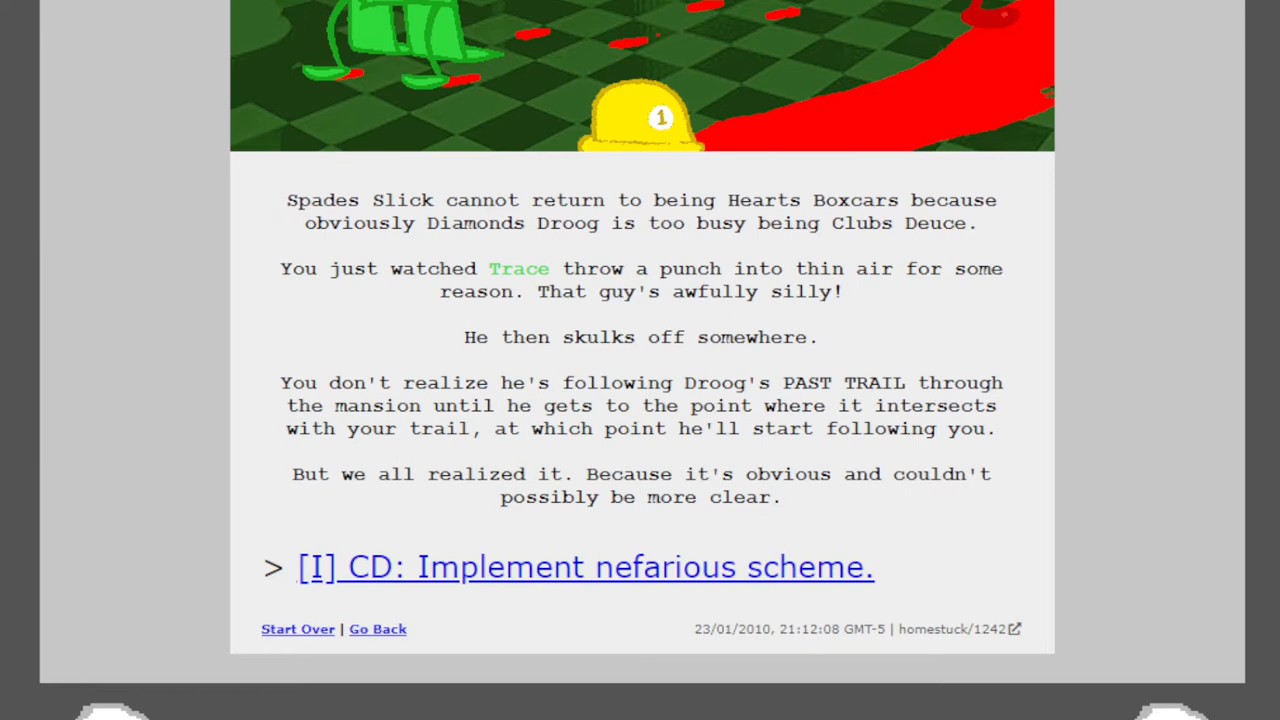 1
Spades Slick cannot return to being Hearts Boxcars because
obviously Diamonds Droog is too busy being Clubs Deuce.
You just watched Trace throw a punch into thin air for some
reason. That guy's awfully silly!
He then skulks off somewhere.
You don't realize he's following Droog's PAST TRAIL through
the mansion until he gets to the point where it intersects
with your trail, at which point he'll start following you.
But we all realized it. Because it's obvious and couldn't
possibly be more clear.
> [I] CD: Implement nefarious scheme.
Start Over | Go Back 23/01/2010, 21:12:08 GMT-5 | homestuck/1242